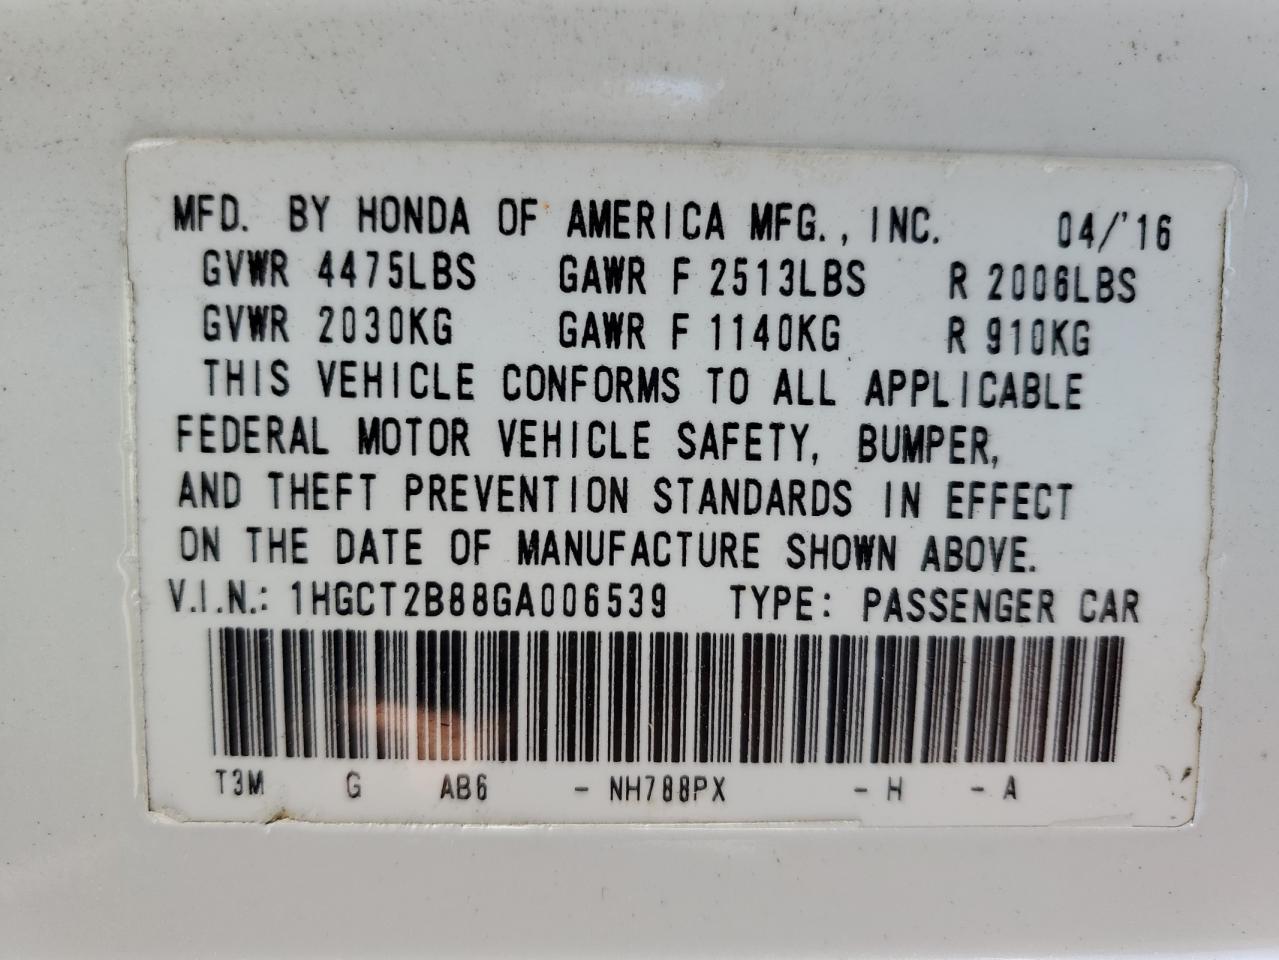 MFD. BY HONDA OF AMERICA MFG., INC. 04/'16
GVWR 4475LBS GAWR F 2513LBS R 2006LBS
GVWR 2030KG GAWR F 1140KG R 910KG
THIS VEHICLE CONFORMS TO ALL APPLICABLE
FEDERAL MOTOR VEHICLE SAFETY, BUMPER,
AND THEFT PREVENTION STANDARDS IN EFFECT
ON THE DATE OF MANUFACTURE SHOWN ABOVE.
V.I.N.: 1HGCT2B88GA006539 TYPE: PASSENGER CAR
T3M G AB6 - NH788PX - H - A